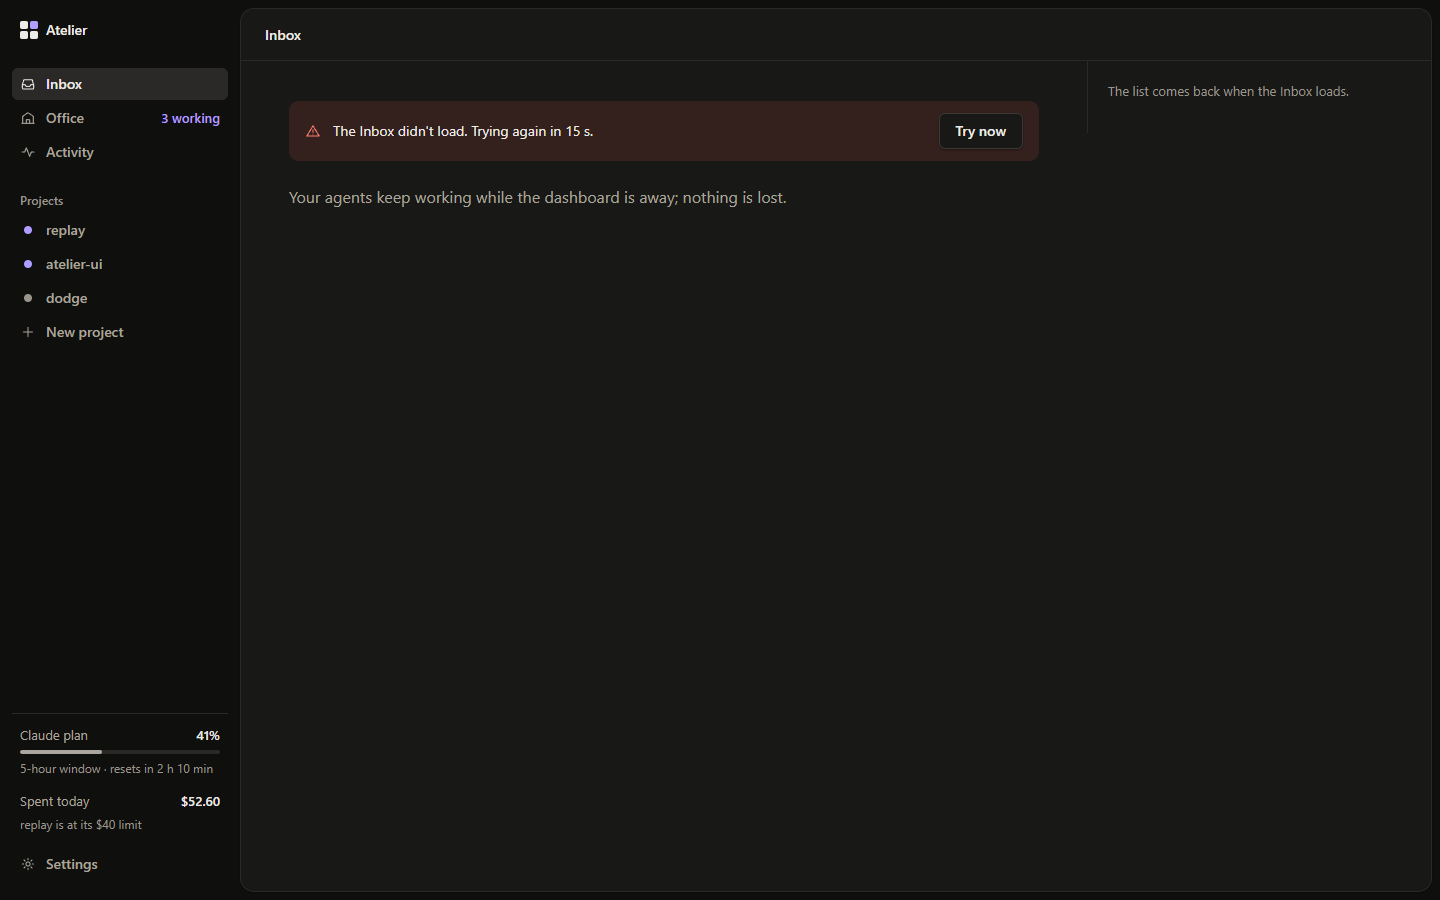 Atelier
Inbox
Office 3 working
Activity
Projects
replay
atelier-ui
dodge
New project
Claude plan 41%
5-hour window · resets in 2 h 10 min
Spent today $52.60
replay is at its $40 limit
Settings
Inbox
The Inbox didn't load. Trying again in 15 s.
Try now
Your agents keep working while the dashboard is away; nothing is lost.
The list comes back when the Inbox loads.